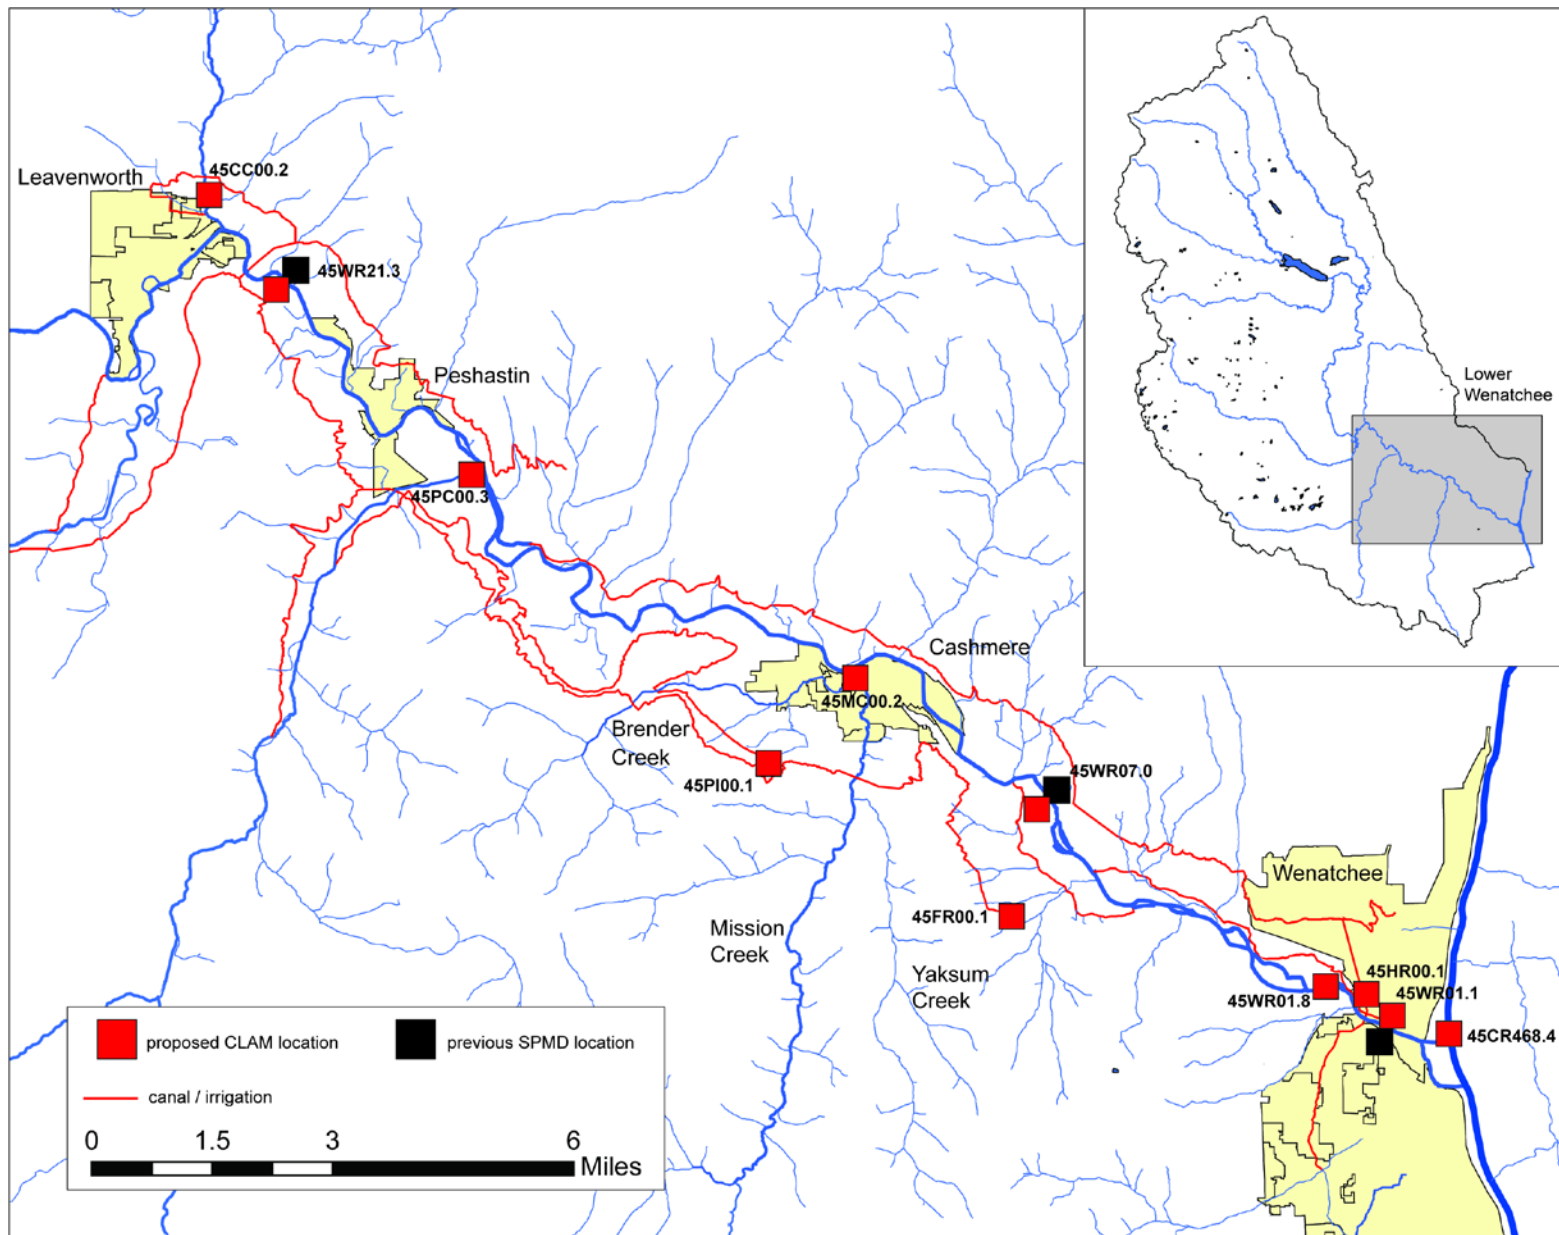 45CC00.2
Leavenworth
45WR21.3
Peshastin
45PC00.3
Lower
Wenatchee
Cashmere
45MC00.2
Brender
Creek
45PI00.1
45WR07.0
Wenatchee
45FR00.1
Mission
Creek
Yaksum
Creek
45HR00.1
45WR01.1
45WR01.8
45CR468.4
proposed CLAM location
previous SPMD location
canal / irrigation
0 1.5 3 6
Miles